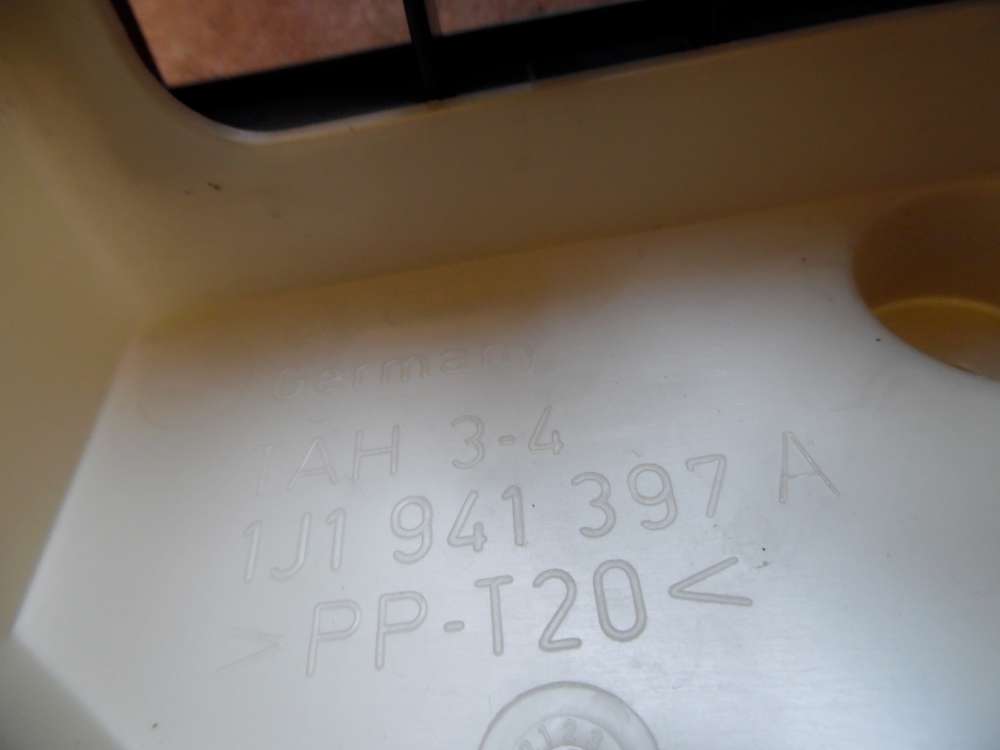 Germany
TAH 3-4
1J1 941 397 A
>PP-T20<